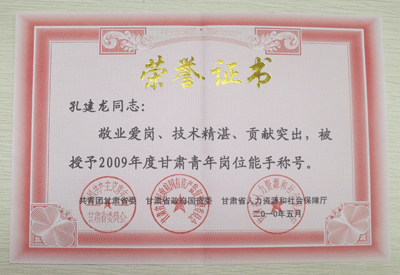 荣誉证书
孔建龙同志：
敬业爱岗、技术精湛、贡献突出，被
授予2009年度甘肃青年岗位能手称号。
共青团甘肃省委 甘肃省政府国资委 甘肃省人力资源和社会保障厅
二〇一〇年五月